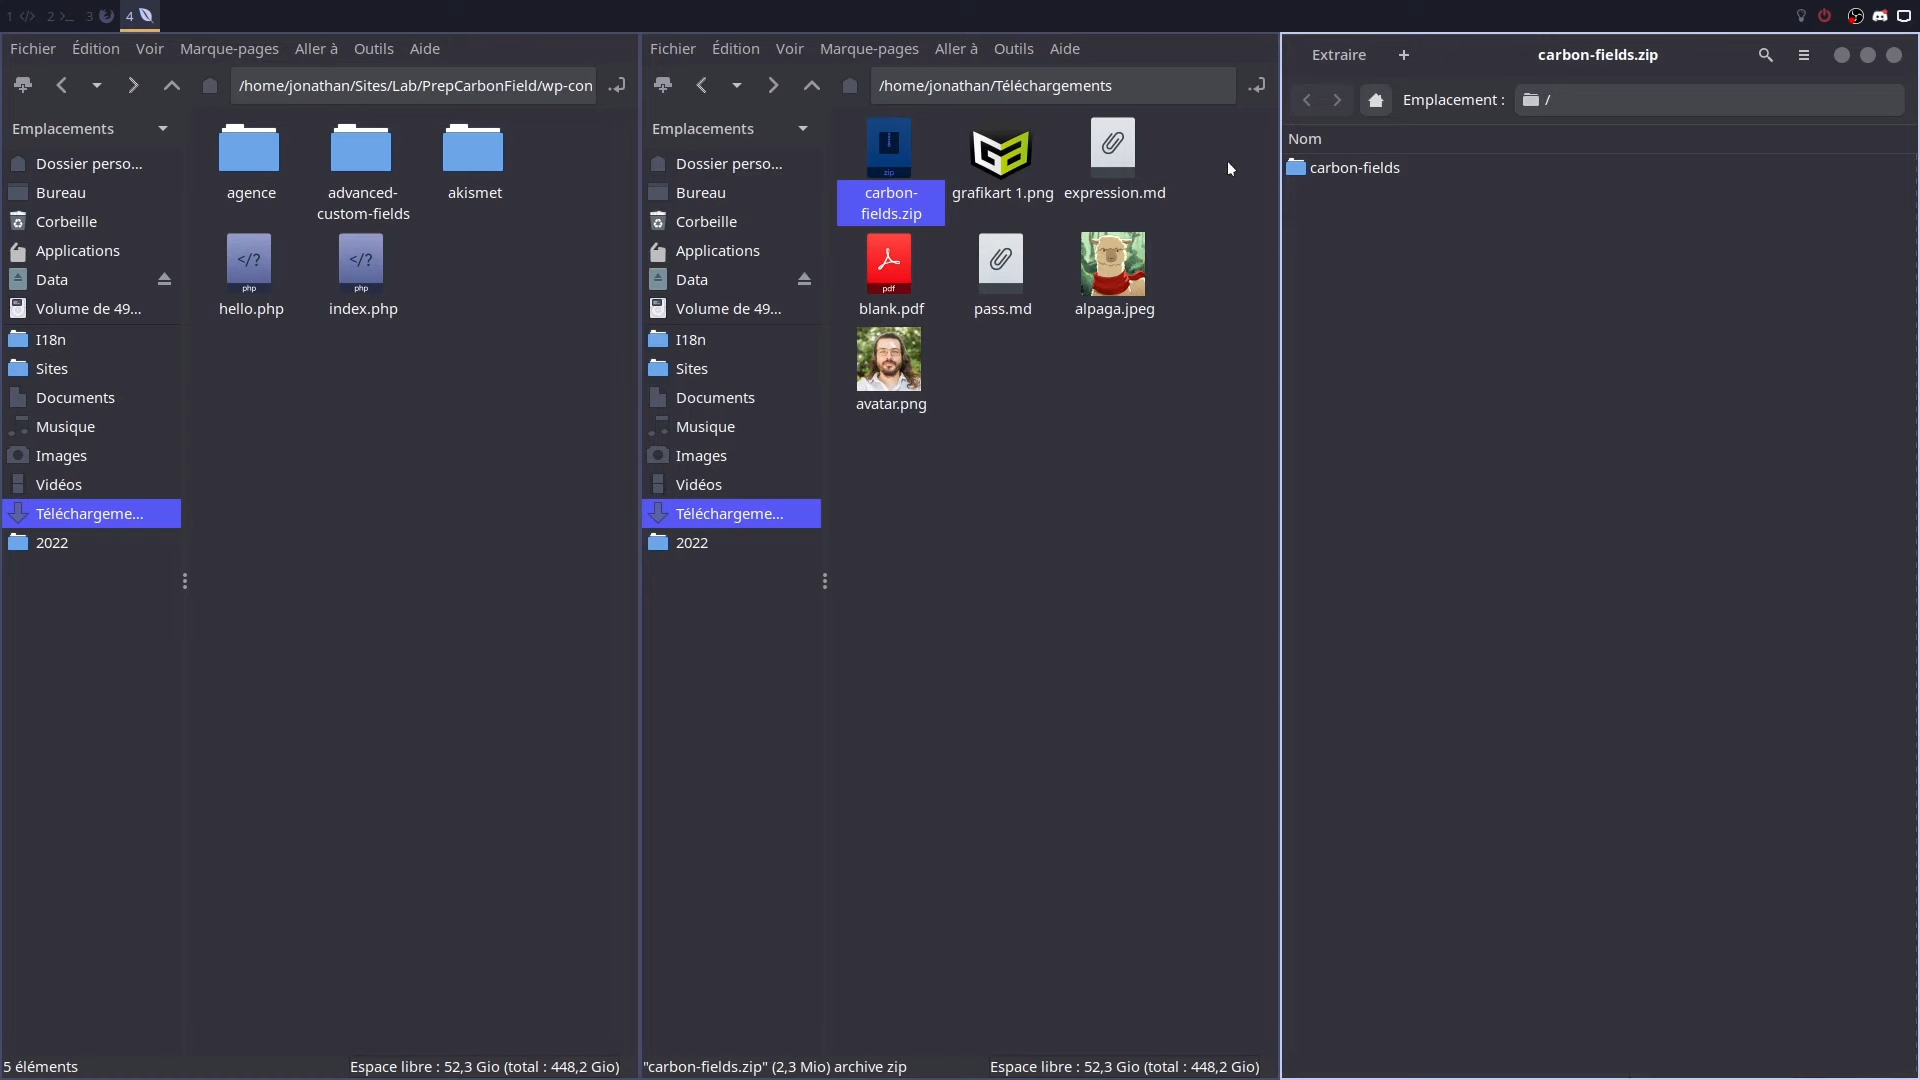 1 2 3 4
Fichier Édition Voir Marque-pages Aller à Outils Aide
/home/jonathan/Sites/Lab/PrepCarbonField/wp-con
Emplacements
Dossier perso...
Bureau
Corbeille
Applications
Data
Volume de 49...
I18n
Sites
Documents
Musique
Images
Vidéos
Téléchargeme...
2022
agence
advanced-
custom-fields
akismet
</?
php
hello.php
</?
php
index.php
5 éléments
Espace libre : 52,3 Gio (total : 448,2 Gio)
Fichier Édition Voir Marque-pages Aller à Outils Aide
/home/jonathan/Téléchargements
Emplacements
Dossier perso...
Bureau
Corbeille
Applications
Data
Volume de 49...
I18n
Sites
Documents
Musique
Images
Vidéos
Téléchargeme...
2022
zip
carbon-
fields.zip
grafikart 1.png
expression.md
pdf
blank.pdf
pass.md
alpaga.jpeg
avatar.png
"carbon-fields.zip" (2,3 Mio) archive zip
Espace libre : 52,3 Gio (total : 448,2 Gio)
Extraire + carbon-fields.zip
Emplacement : /
Nom
carbon-fields